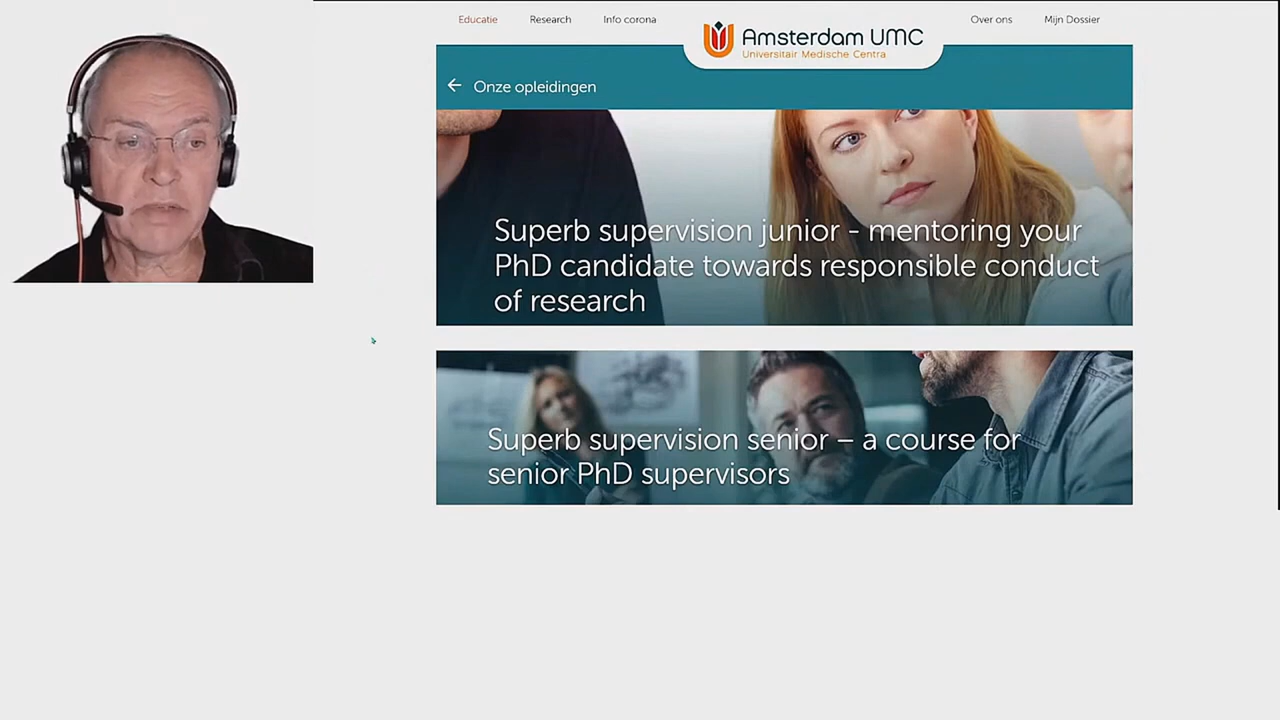 Educatie Research Info corona Over ons Mijn Dossier
Amsterdam UMC
Universitair Medische Centra
Onze opleidingen
Superb supervision junior - mentoring your
PhD candidate towards responsible conduct
of research
Superb supervision senior – a course for
senior PhD supervisors